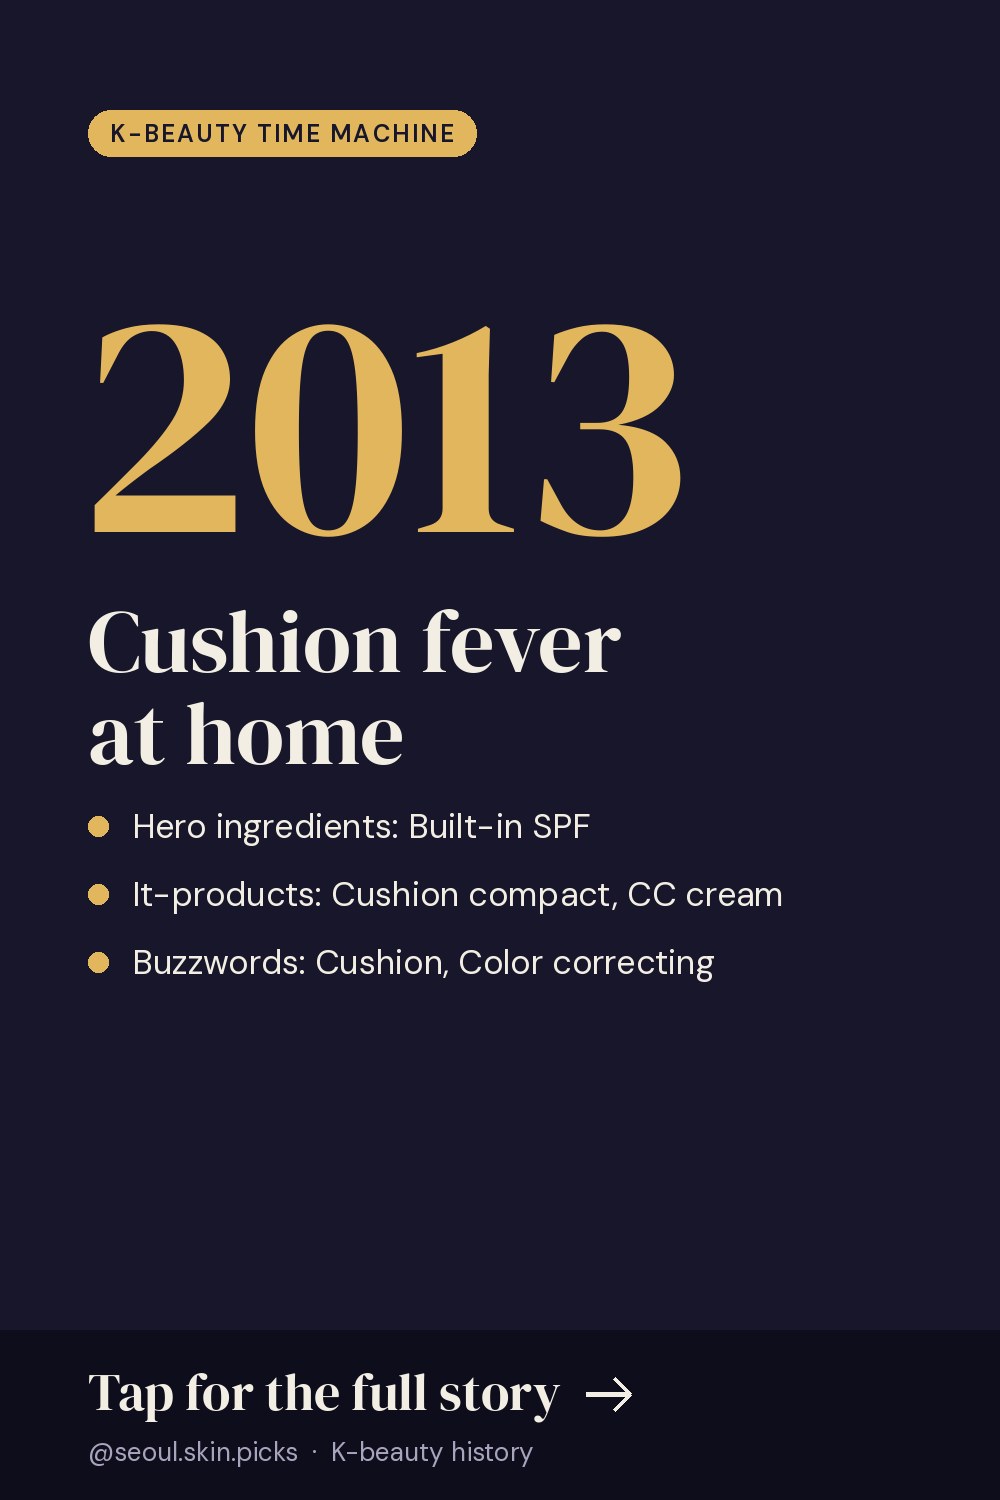 K-BEAUTY TIME MACHINE
2013
Cushion fever
at home
Hero ingredients: Built-in SPF
It-products: Cushion compact, CC cream
Buzzwords: Cushion, Color correcting
Tap for the full story →
@seoul.skin.picks · K-beauty history